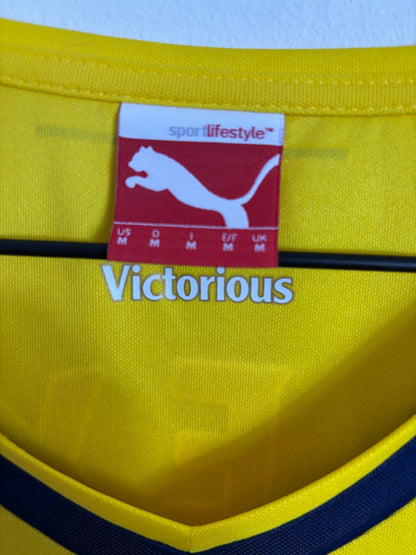 sportlifestyle™
US D I E/F UK
M M M M M
Victorious